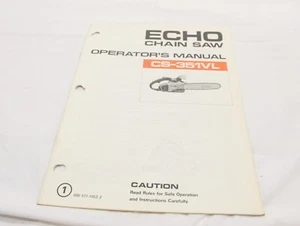 ECHO
CHAIN SAW
OPERATOR'S MANUAL
CS-351VL
CAUTION
Read Rules for Safe Operation
and Instructions Carefully
1